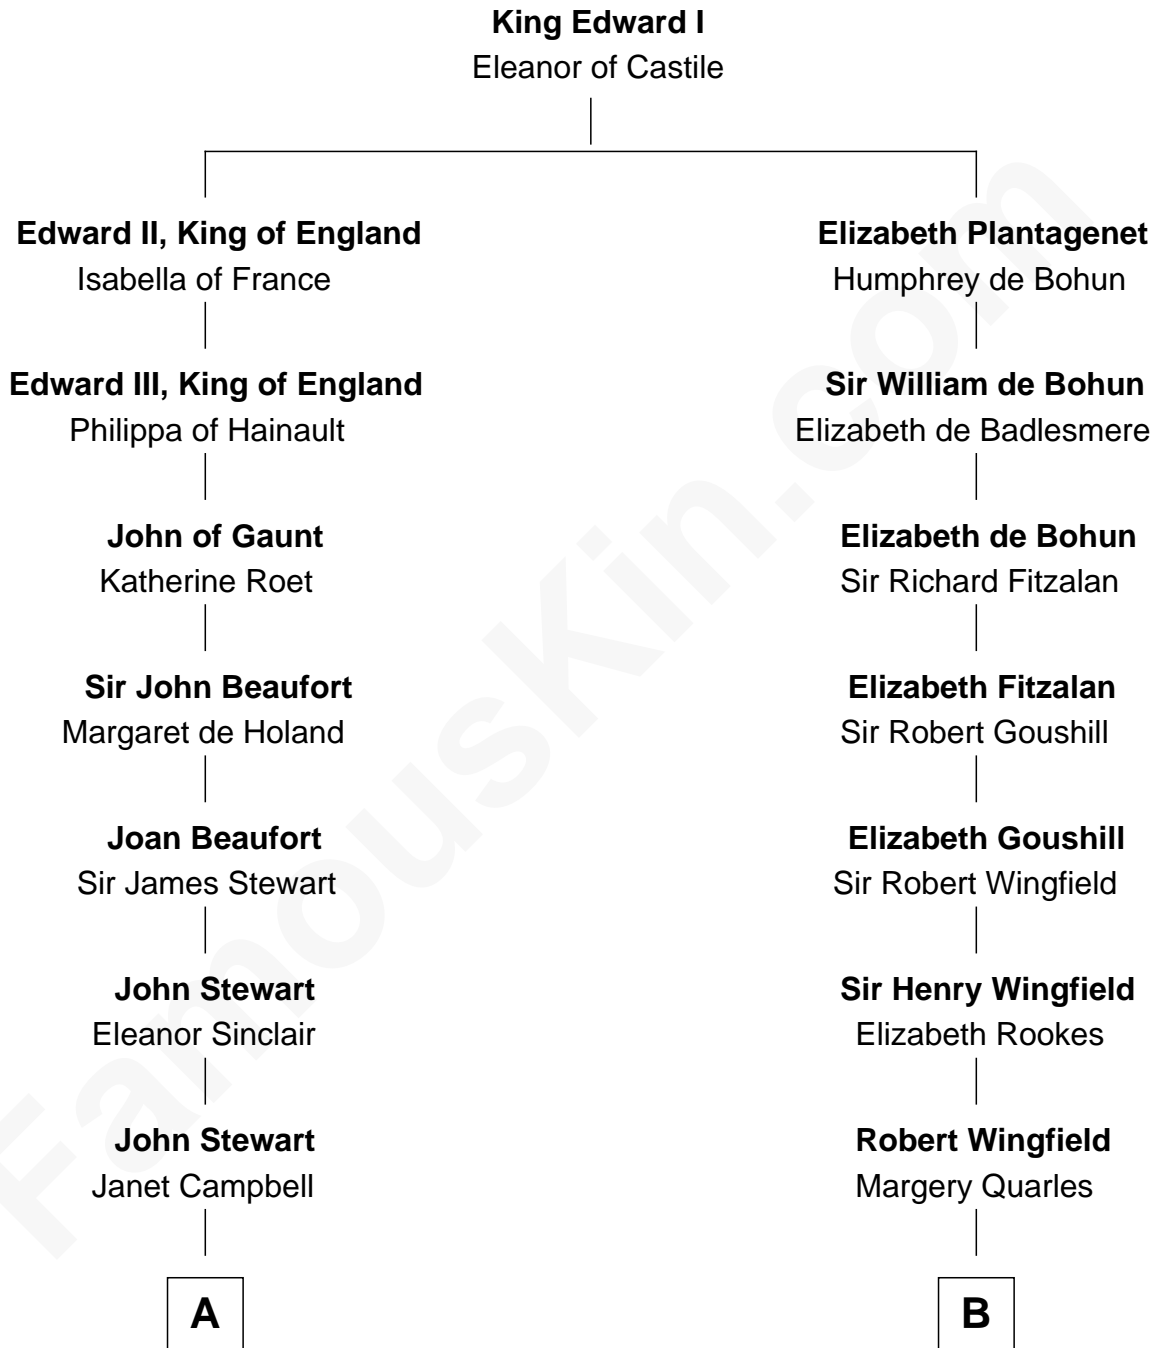 King Edward I
Eleanor of Castile
Edward II, King of England
Isabella of France
Elizabeth Plantagenet
Humphrey de Bohun
Edward III, King of England
Philippa of Hainault
Sir William de Bohun
Elizabeth de Badlesmere
John of Gaunt
Katherine Roet
Elizabeth de Bohun
Sir Richard Fitzalan
Sir John Beaufort
Margaret de Holand
Elizabeth Fitzalan
Sir Robert Goushill
Joan Beaufort
Sir James Stewart
Elizabeth Goushill
Sir Robert Wingfield
John Stewart
Eleanor Sinclair
Sir Henry Wingfield
Elizabeth Rookes
John Stewart
Janet Campbell
Robert Wingfield
Margery Quarles
A
B
FamousKin.com